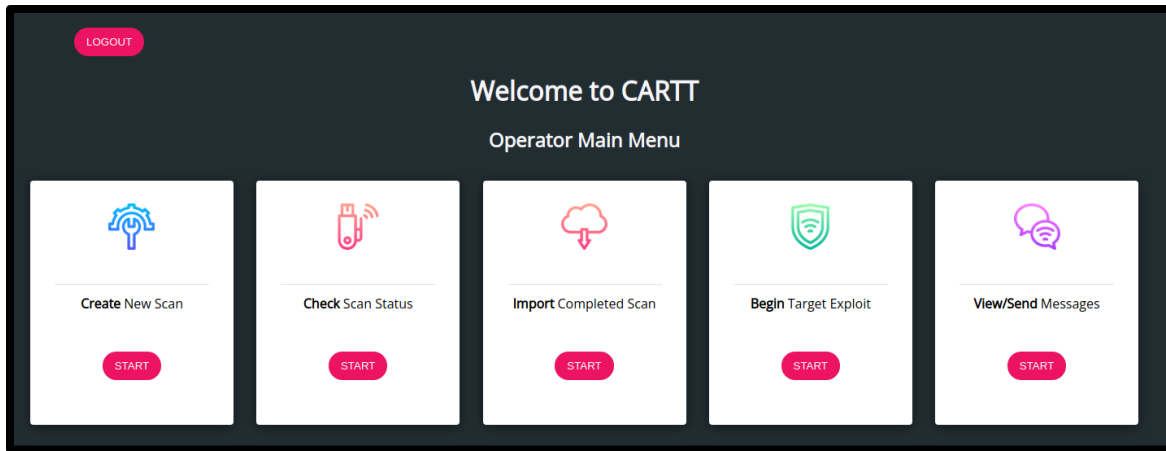 LOGOUT
Welcome to CARTT
Operator Main Menu
Create New Scan
START
Check Scan Status
START
Import Completed Scan
START
Begin Target Exploit
START
View/Send Messages
START